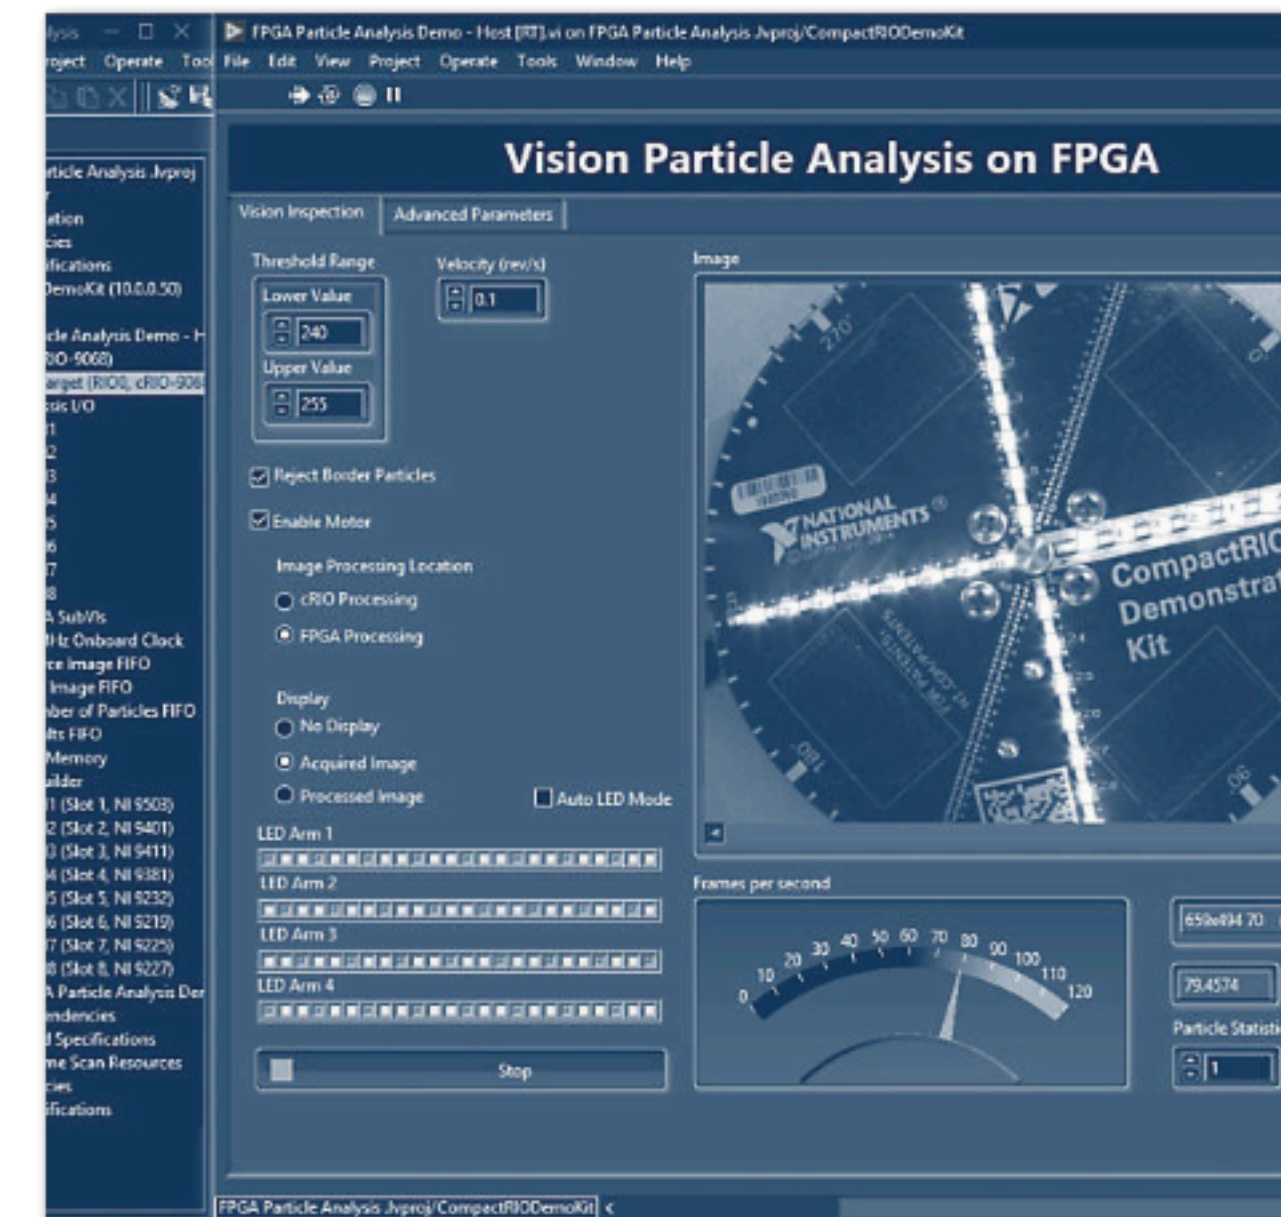 FPGA Particle Analysis Demo - Host [RT].vi on FPGA Particle Analysis .lvproj/CompactRIODemoKit
oject Operate Too
File Edit View Project Operate Tools Window Help
Vision Particle Analysis on FPGA
Vision Inspection
Advanced Parameters
Threshold Range
Velocity (rev/s)
Image
Lower Value
0.1
240
Upper Value
255
Reject Border Particles
Enable Motor
Image Processing Location
cRIO Processing
FPGA Processing
Display
No Display
Acquired Image
Processed Image
Auto LED Mode
LED Arm 1
LED Arm 2
LED Arm 3
LED Arm 4
Stop
270
NATIONAL
INSTRUMENTS
CompactRIO
Demonstrat
Kit
180
90
Frames per second
0 10 20 30 40 50 60 70 80 90 100 110 120
79.4574
Particle Statisti
1
article Analysis .lvproj
ation
cies
ifications
DemoKit (10.0.0.50)
cle Analysis Demo - H
RIO-9068)
arget (RIO0, cRIO-9068
ssis I/O
A SubVIs
Hz Onboard Clock
rce Image FIFO
Image FIFO
ber of Particles FIFO
lts FIFO
Memory
uilder
1 (Slot 1, NI 9503)
2 (Slot 2, NI 9401)
3 (Slot 3, NI 9411)
4 (Slot 4, NI 9381)
5 (Slot 5, NI 9232)
6 (Slot 6, NI 9219)
7 (Slot 7, NI 9225)
8 (Slot 8, NI 9227)
A Particle Analysis Der
ndencies
d Specifications
me Scan Resources
cies
ifications
FPGA Particle Analysis .lvproj/CompactRIODemoKit <